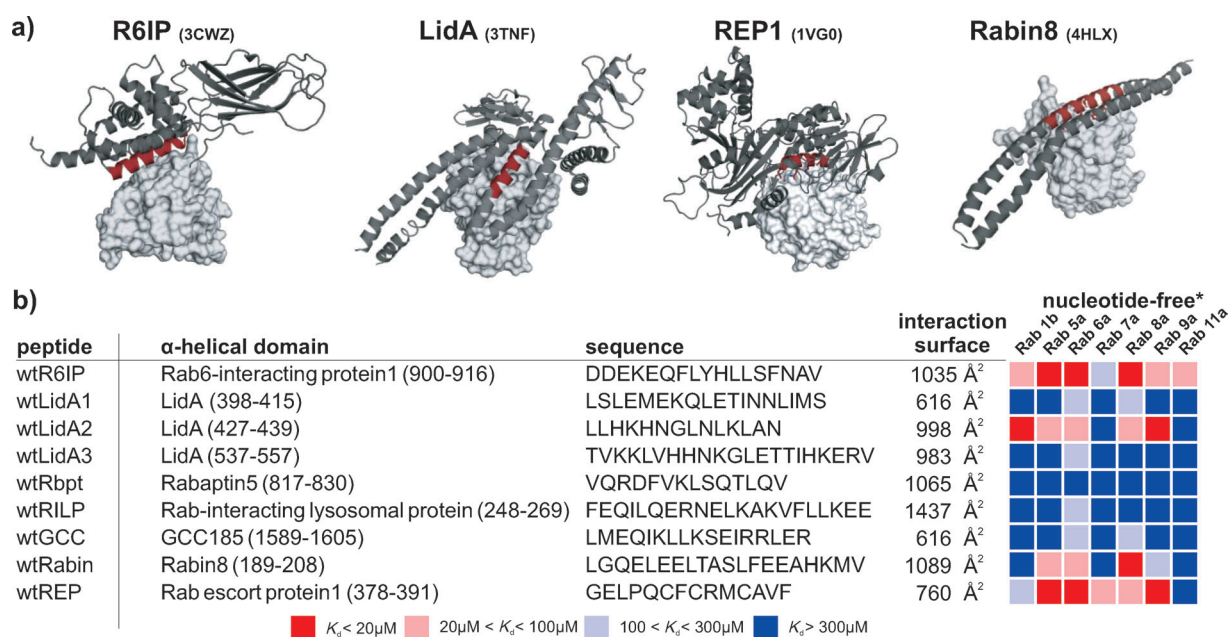 a)
R6IP (3CWZ) LidA (3TNF) REP1 (1VG0) Rabin8 (4HLX)
b)
nucleotide-free*
peptide α-helical domain sequence interaction surface Rab 1b Rab 5a Rab 6a Rab 7a Rab 8a Rab 9a Rab 11a
wtR6IP Rab6-interacting protein1 (900-916) DDEKEQFLYHLLSFNAV 1035 Å²
wtLidA1 LidA (398-415) LSLEMEKQLETINNLIMS 616 Å²
wtLidA2 LidA (427-439) LLHKHNGLNLKLAN 998 Å²
wtLidA3 LidA (537-557) TVKKLVHHNKGLETTIHKERV 983 Å²
wtRbpt Rabaptin5 (817-830) VQRDFVKLSQTLQV 1065 Å²
wtRILP Rab-interacting lysosomal protein (248-269) FEQILQERNELKAKVFLLKEE 1437 Å²
wtGCC GCC185 (1589-1605) LMEQIKLLKSEIRRLER 616 Å²
wtRabin Rabin8 (189-208) LGQELEELTASLFEEAHKMV 1089 Å²
wtREP Rab escort protein1 (378-391) GELPQCFCRMCAVF 760 Å²
Kd< 20µM 20µM < Kd< 100µM 100 < Kd< 300µM Kd> 300µM